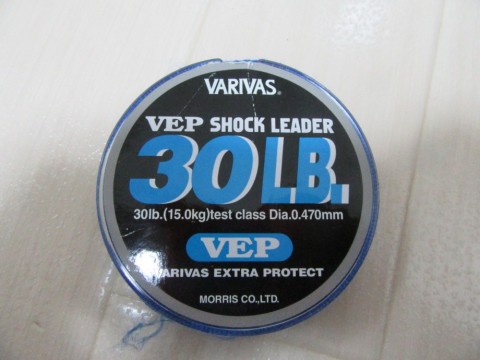 VARIVAS®
VEP SHOCK LEADER
30LB.
30lb.(15.0kg)test class Dia.0.470mm
VEP
VARIVAS EXTRA PROTECT
MORRIS CO.,LTD.